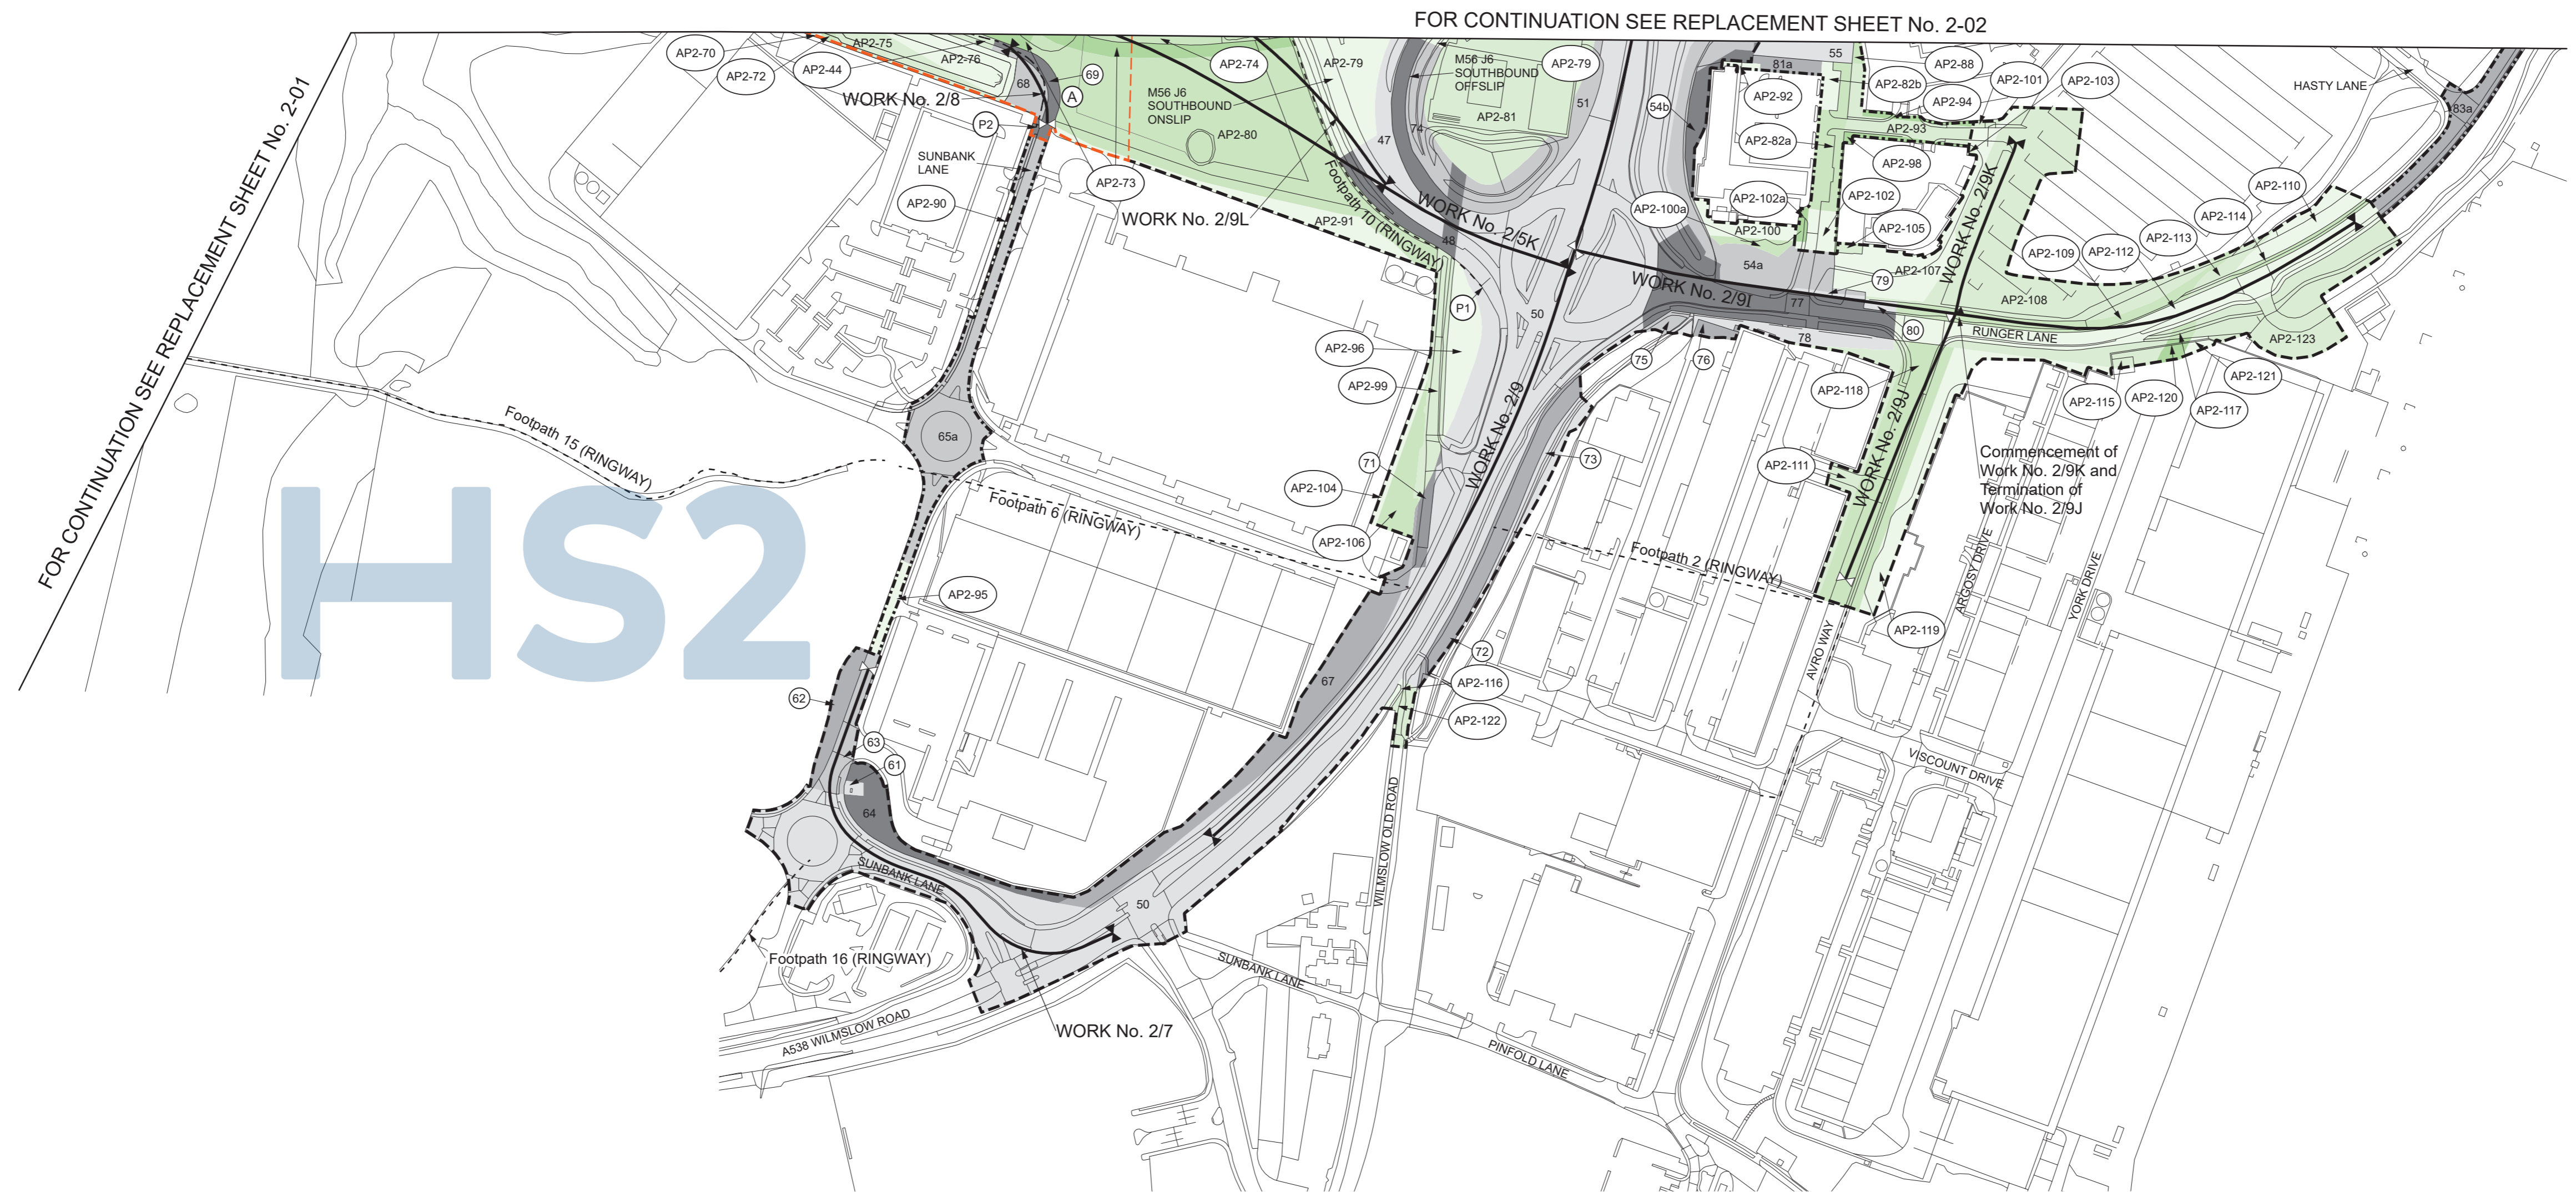 FOR CONTINUATION SEE REPLACEMENT SHEET No. 2-02
FOR CONTINUATION SEE REPLACEMENT SHEET No. 2-01
AP2-70
AP2-72
AP2-44
AP2-75
AP2-76
68
69
A
WORK No. 2/8
P2
SUNBANK
LANE
AP2-90
AP2-73
AP2-74
M56 J6
SOUTHBOUND
ONSLIP
AP2-79
AP2-80
WORK No. 2/9L
AP2-91
Footpath 10 (RINGWAY)
47
74
48
M56 J6
SOUTHBOUND
OFFSLIP
AP2-79
AP2-81
51
WORK No. 2/5K
P1
50
54b
81a
55
AP2-92
AP2-82a
AP2-102a
AP2-100a
AP2-100
54a
AP2-88
AP2-82b
AP2-94
AP2-101
AP2-103
AP2-93
AP2-98
AP2-102
AP2-105
AP2-107
79
WORK No. 2/9K
WORK No. 2/9I
77
78
80
75
76
HASTY LANE
83a
AP2-110
AP2-114
AP2-113
AP2-112
AP2-109
AP2-108
RUNGER LANE
AP2-123
AP2-121
AP2-117
AP2-120
AP2-115
AP2-118
AP2-111
WORK No. 2/9J
Commencement of
Work No. 2/9K and
Termination of
Work No. 2/9J
AP2-119
ARGOSY DRIVE
YORK DRIVE
AVRO WAY
VISCOUNT DRIVE
AP2-96
AP2-99
71
AP2-104
AP2-106
WORK No. 2/9
73
Footpath 2 (RINGWAY)
72
AP2-116
AP2-122
67
65a
Footpath 15 (RINGWAY)
Footpath 6 (RINGWAY)
HS2
AP2-95
62
63
61
64
SUNBANK LANE
50
Footpath 16 (RINGWAY)
A538 WILMSLOW ROAD
WORK No. 2/7
SUNBANK LANE
WILMSLOW OLD ROAD
PINFOLD LANE